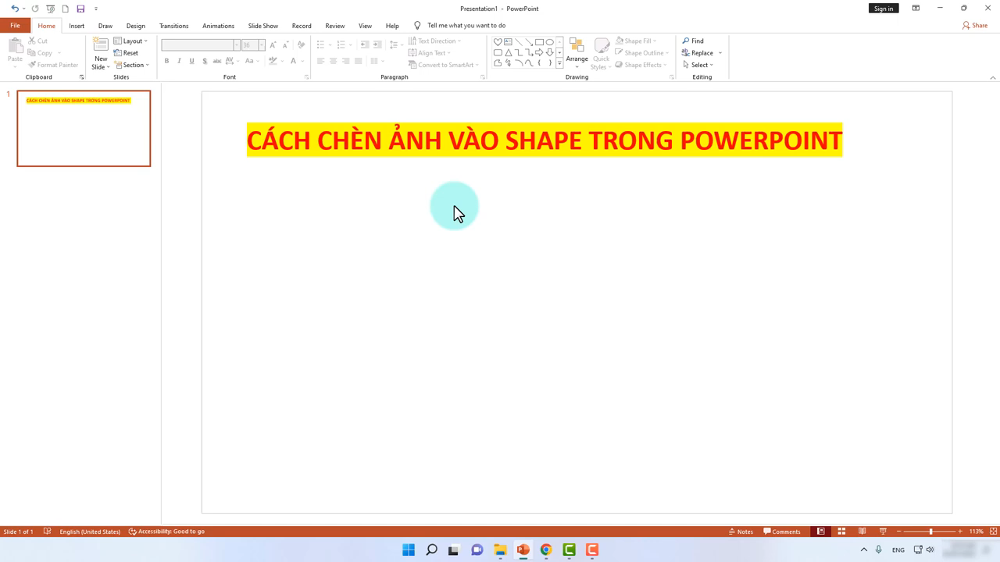 Presentation1 - PowerPoint
Sign in
File Home Insert Draw Design Transitions Animations Slide Show Record Review View Help Tell me what you want to do
Share
Paste
Cut
Copy
Format Painter
Clipboard
New Slide
Layout
Reset
Section
Slides
36
B I U S ab AV Aa A
Font
Text Direction
Align Text
Convert to SmartArt
Paragraph
Arrange
Quick Styles
Shape Fill
Shape Outline
Shape Effects
Drawing
Find
Replace
Select
Editing
1
CÁCH CHÈN ẢNH VÀO SHAPE TRONG POWERPOINT
CÁCH CHÈN ẢNH VÀO SHAPE TRONG POWERPOINT
Slide 1 of 1 English (United States) Accessibility: Good to go
Notes Comments 113%
ENG